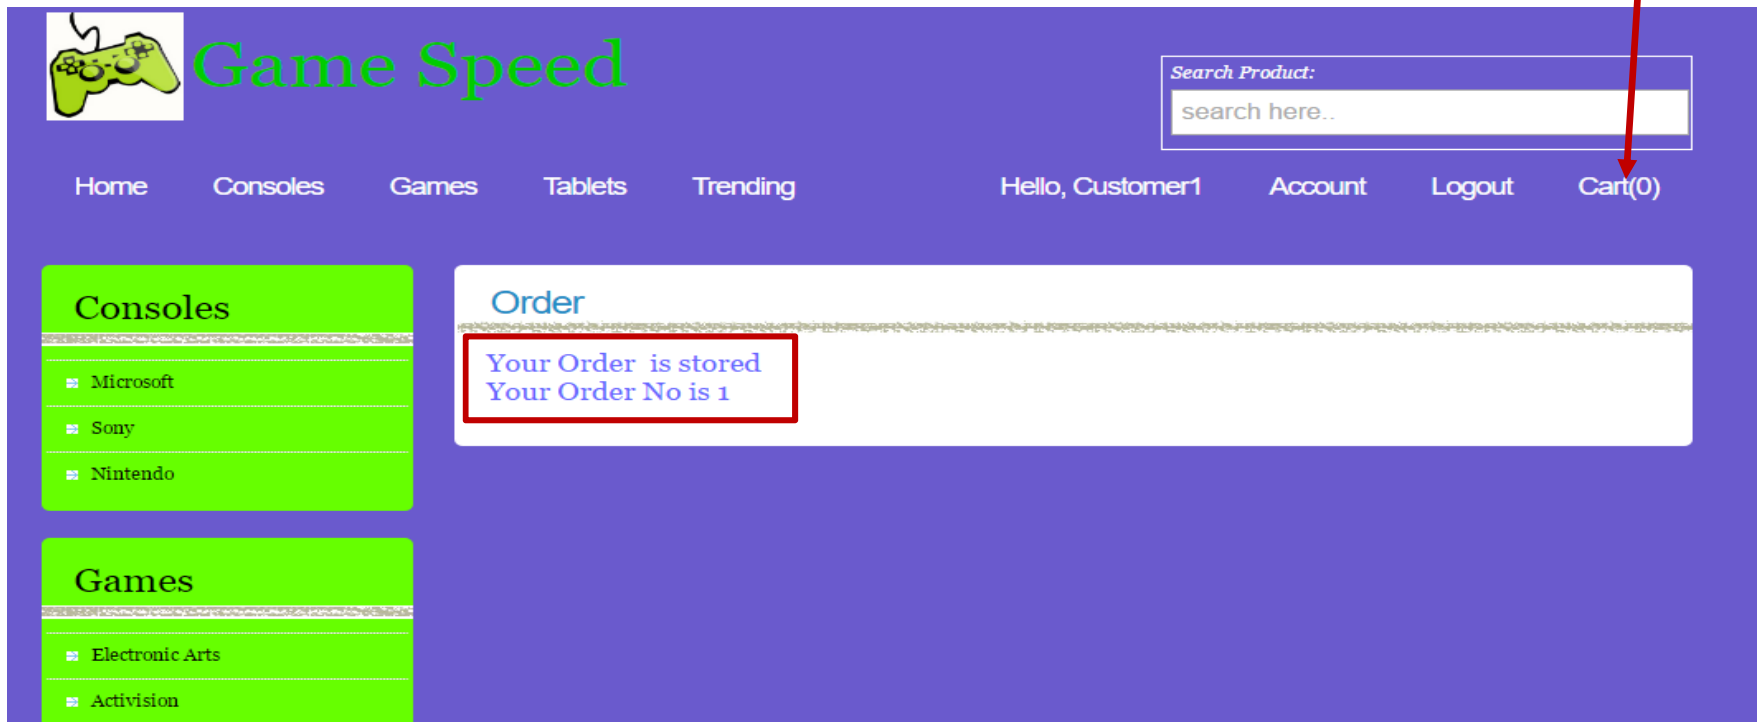 Game Speed
Search Product:
search here..
Home Consoles Games Tablets Trending Hello, Customer1 Account Logout Cart(0)
Consoles
Microsoft
Sony
Nintendo
Games
Electronic Arts
Activision
Order
Your Order is stored
Your Order No is 1